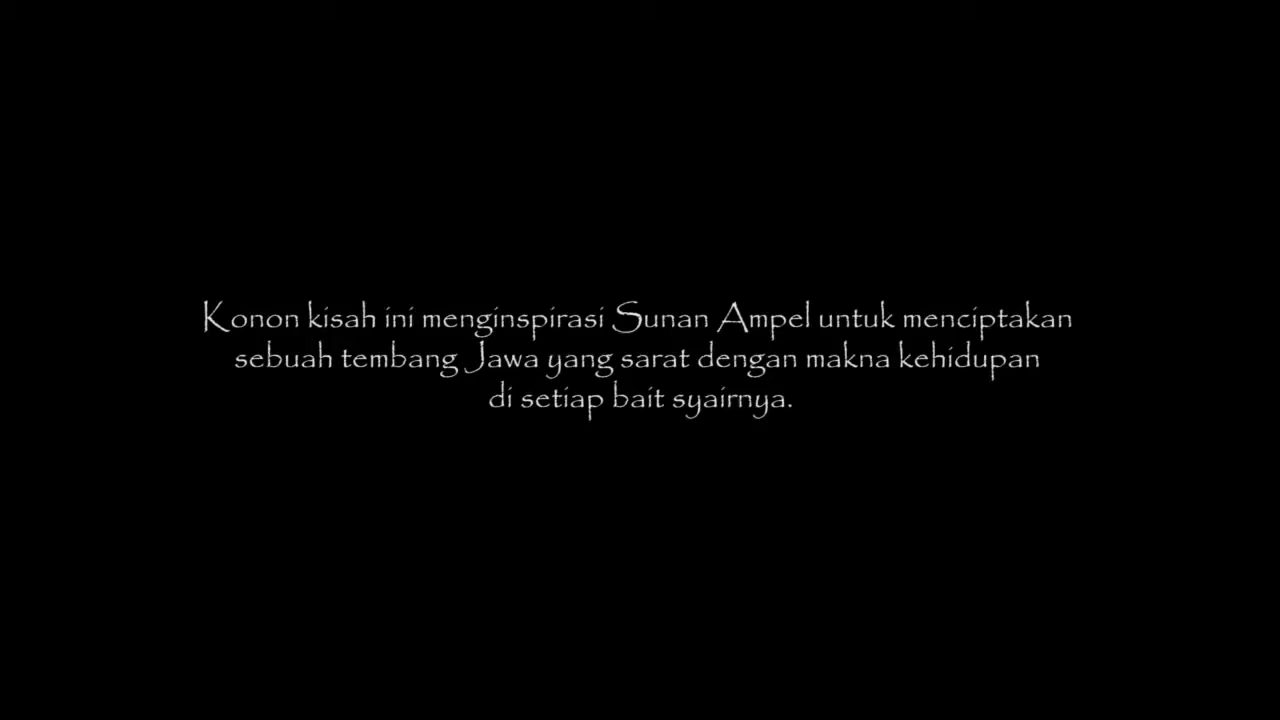 Konon kisah ini menginspirasi Sunan Ampel untuk menciptakan
sebuah tembang Jawa yang sarat dengan makna kehidupan
di setiap bait syairnya.